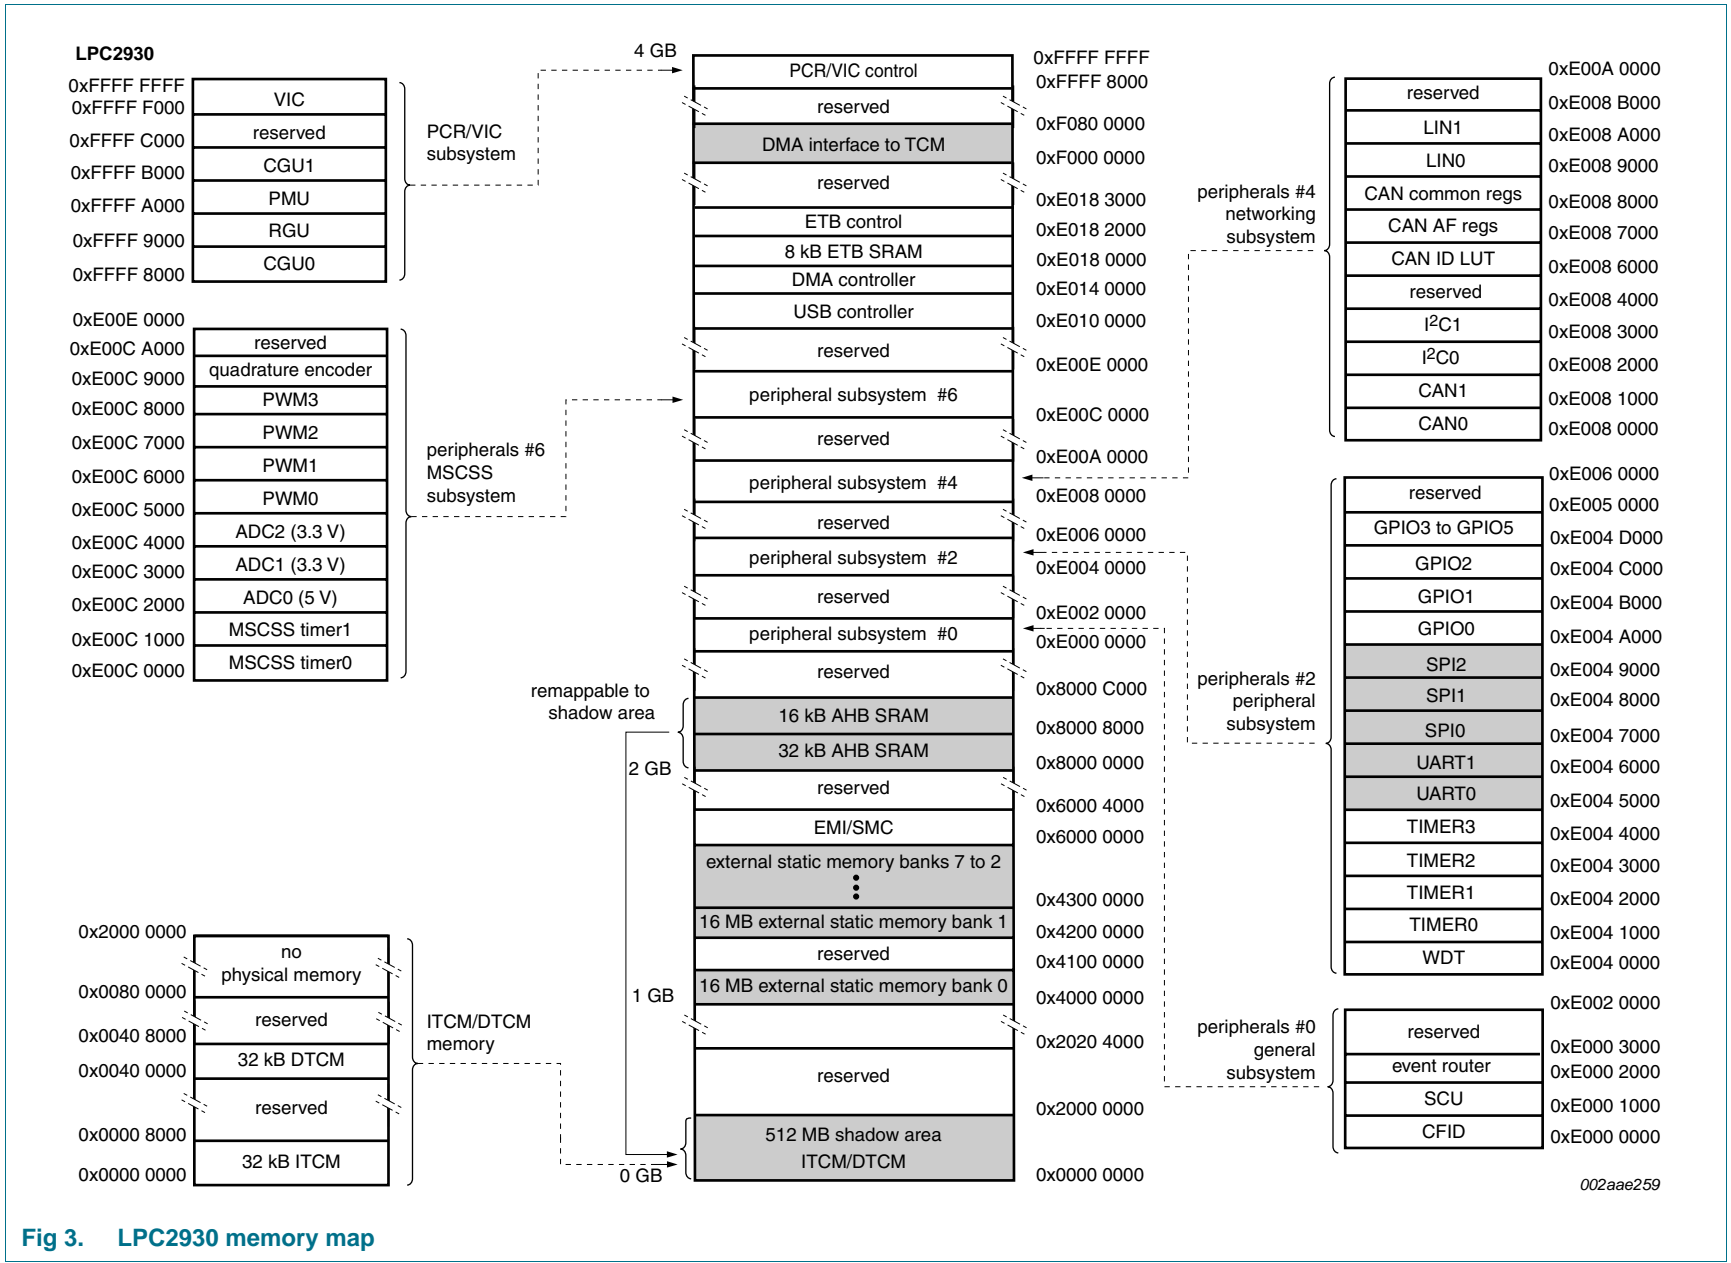 LPC2930
0xFFFF FFFF
0xFFFF F000
0xFFFF C000
0xFFFF B000
0xFFFF A000
0xFFFF 9000
0xFFFF 8000
VIC
reserved
CGU1
PMU
RGU
CGU0
PCR/VIC
subsystem
0xE00E 0000
0xE00C A000
0xE00C 9000
0xE00C 8000
0xE00C 7000
0xE00C 6000
0xE00C 5000
0xE00C 4000
0xE00C 3000
0xE00C 2000
0xE00C 1000
0xE00C 0000
reserved
quadrature encoder
PWM3
PWM2
PWM1
PWM0
ADC2 (3.3 V)
ADC1 (3.3 V)
ADC0 (5 V)
MSCSS timer1
MSCSS timer0
peripherals #6
MSCSS
subsystem
0x2000 0000
0x0080 0000
0x0040 8000
0x0040 0000
0x0000 8000
0x0000 0000
no
physical memory
reserved
32 kB DTCM
reserved
32 kB ITCM
ITCM/DTCM
memory
4 GB
remappable to
shadow area
2 GB
1 GB
0 GB
PCR/VIC control
reserved
DMA interface to TCM
reserved
ETB control
8 kB ETB SRAM
DMA controller
USB controller
reserved
peripheral subsystem #6
reserved
peripheral subsystem #4
reserved
peripheral subsystem #2
reserved
peripheral subsystem #0
reserved
16 kB AHB SRAM
32 kB AHB SRAM
reserved
EMI/SMC
external static memory banks 7 to 2
16 MB external static memory bank 1
reserved
16 MB external static memory bank 0
reserved
512 MB shadow area
ITCM/DTCM
0xFFFF FFFF
0xFFFF 8000
0xF080 0000
0xF000 0000
0xE018 3000
0xE018 2000
0xE018 0000
0xE014 0000
0xE010 0000
0xE00E 0000
0xE00C 0000
0xE00A 0000
0xE008 0000
0xE006 0000
0xE004 0000
0xE002 0000
0xE000 0000
0x8000 C000
0x8000 8000
0x8000 0000
0x6000 4000
0x6000 0000
0x4300 0000
0x4200 0000
0x4100 0000
0x4000 0000
0x2020 4000
0x2000 0000
0x0000 0000
peripherals #4
networking
subsystem
reserved
LIN1
LIN0
CAN common regs
CAN AF regs
CAN ID LUT
reserved
I2C1
I2C0
CAN1
CAN0
0xE00A 0000
0xE008 B000
0xE008 A000
0xE008 9000
0xE008 8000
0xE008 7000
0xE008 6000
0xE008 4000
0xE008 3000
0xE008 2000
0xE008 1000
0xE008 0000
peripherals #2
peripheral
subsystem
reserved
GPIO3 to GPIO5
GPIO2
GPIO1
GPIO0
SPI2
SPI1
SPI0
UART1
UART0
TIMER3
TIMER2
TIMER1
TIMER0
WDT
0xE006 0000
0xE005 0000
0xE004 D000
0xE004 C000
0xE004 B000
0xE004 A000
0xE004 9000
0xE004 8000
0xE004 7000
0xE004 6000
0xE004 5000
0xE004 4000
0xE004 3000
0xE004 2000
0xE004 1000
0xE004 0000
peripherals #0
general
subsystem
reserved
event router
SCU
CFID
0xE002 0000
0xE000 3000
0xE000 2000
0xE000 1000
0xE000 0000
002aae259
Fig 3. LPC2930 memory map